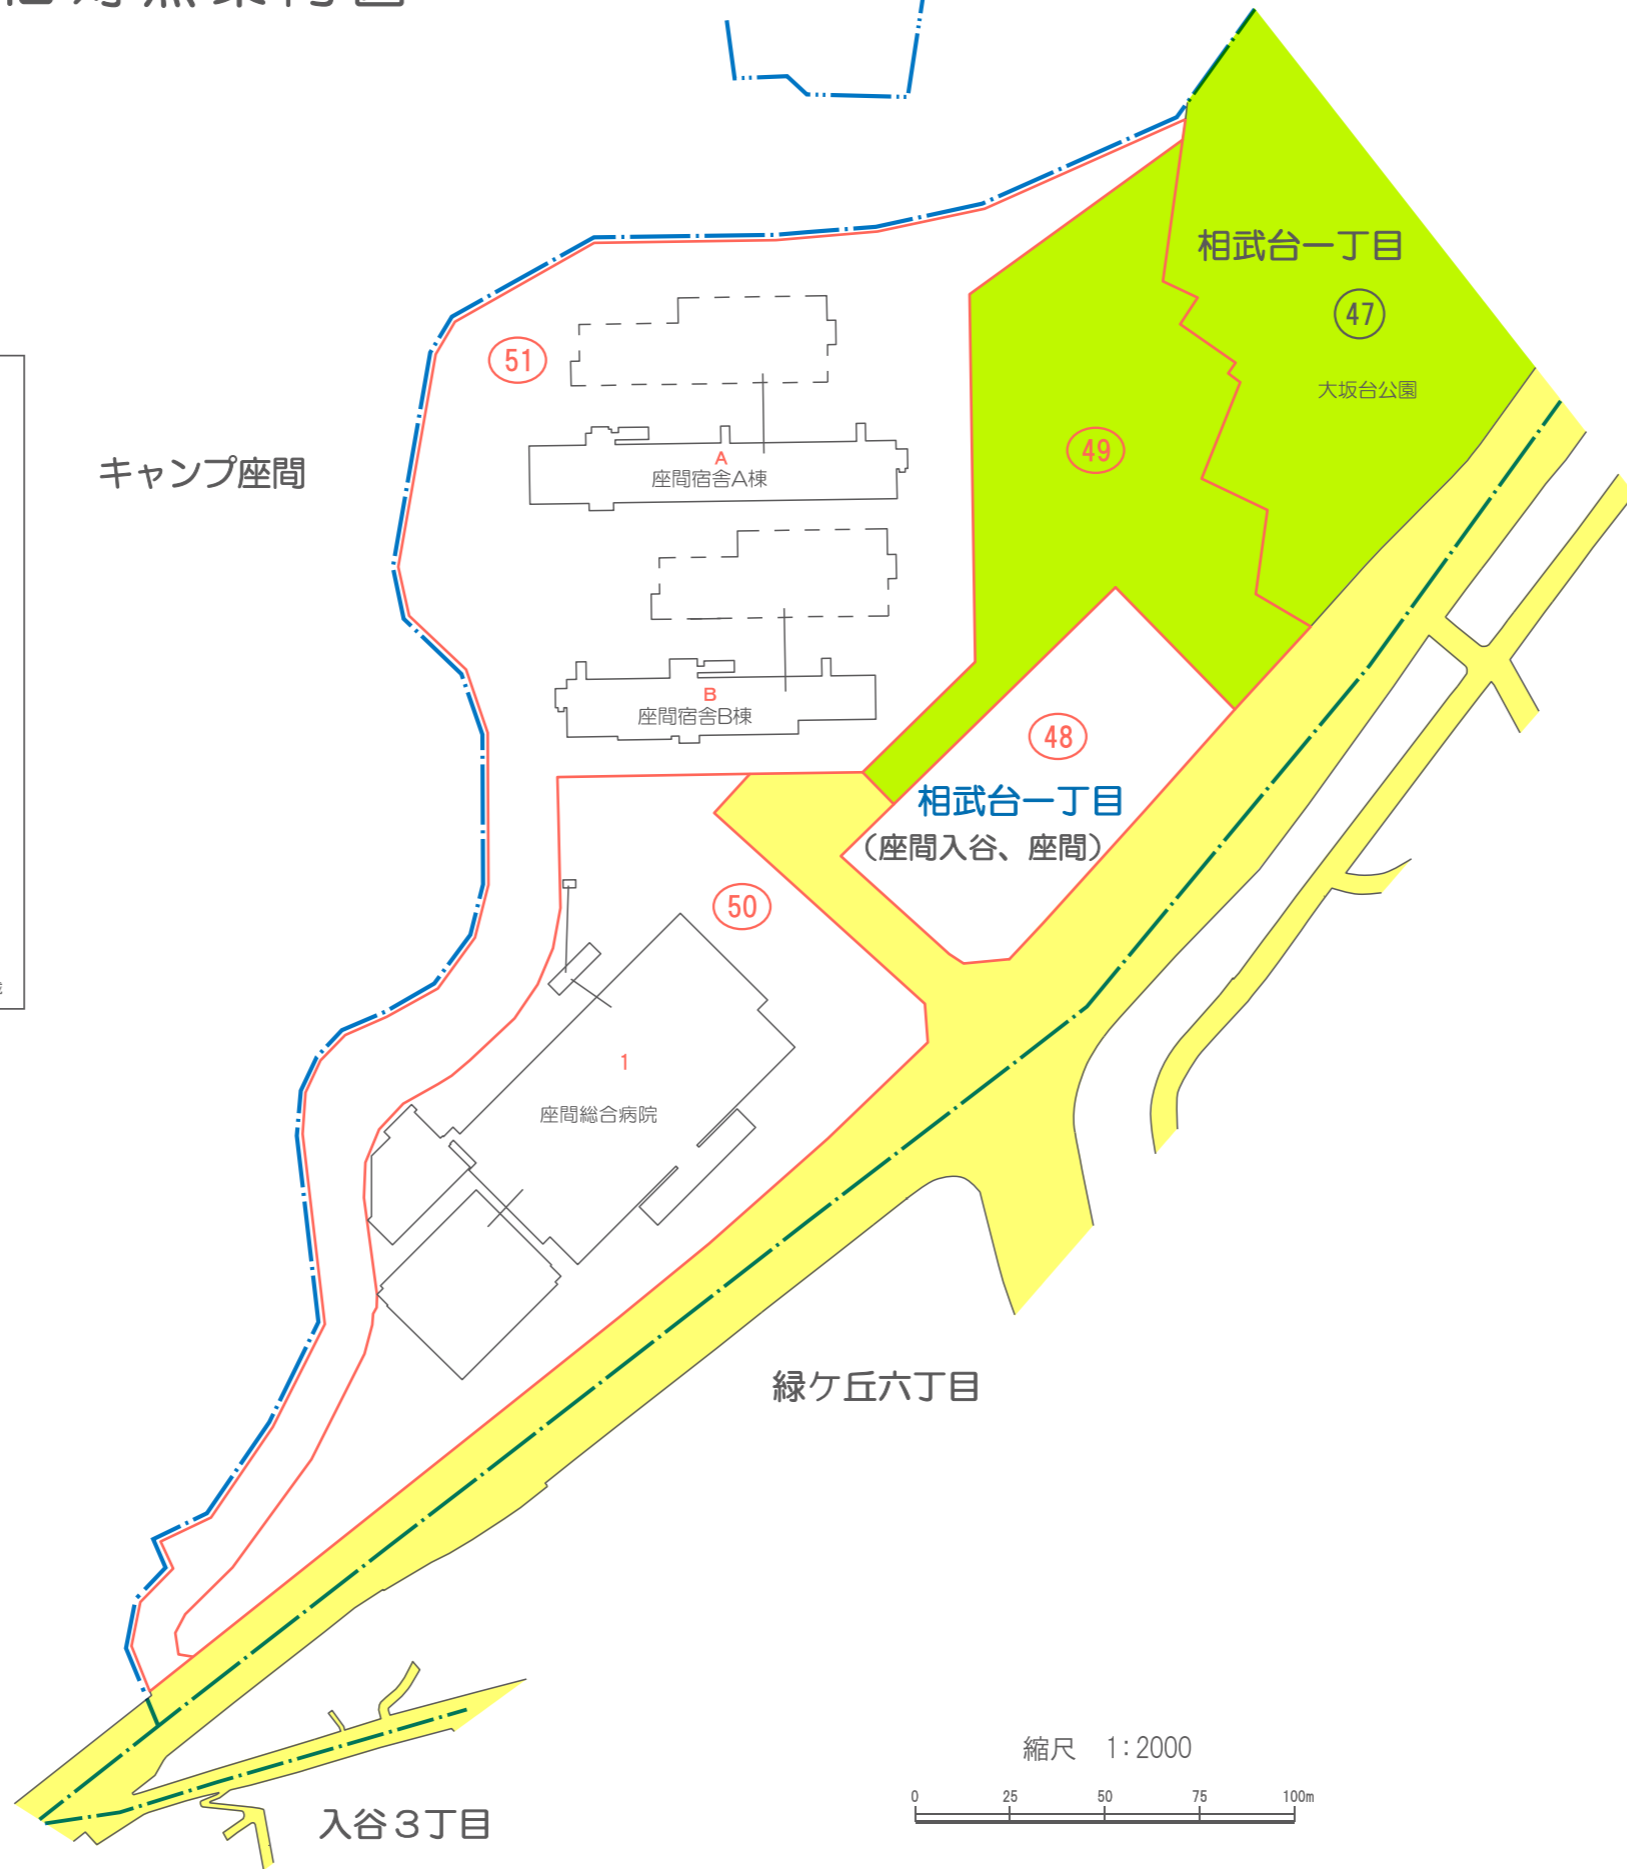 相武台一丁目
47
大坂台公園
51
49
キャンプ座間
A
座間宿舎A棟
B
座間宿舎B棟
48
相武台一丁目
(座間入谷、座間)
50
1
座間総合病院
緑ケ丘六丁目
縮尺 1:2000
0 25 50 75 100m
入谷3丁目